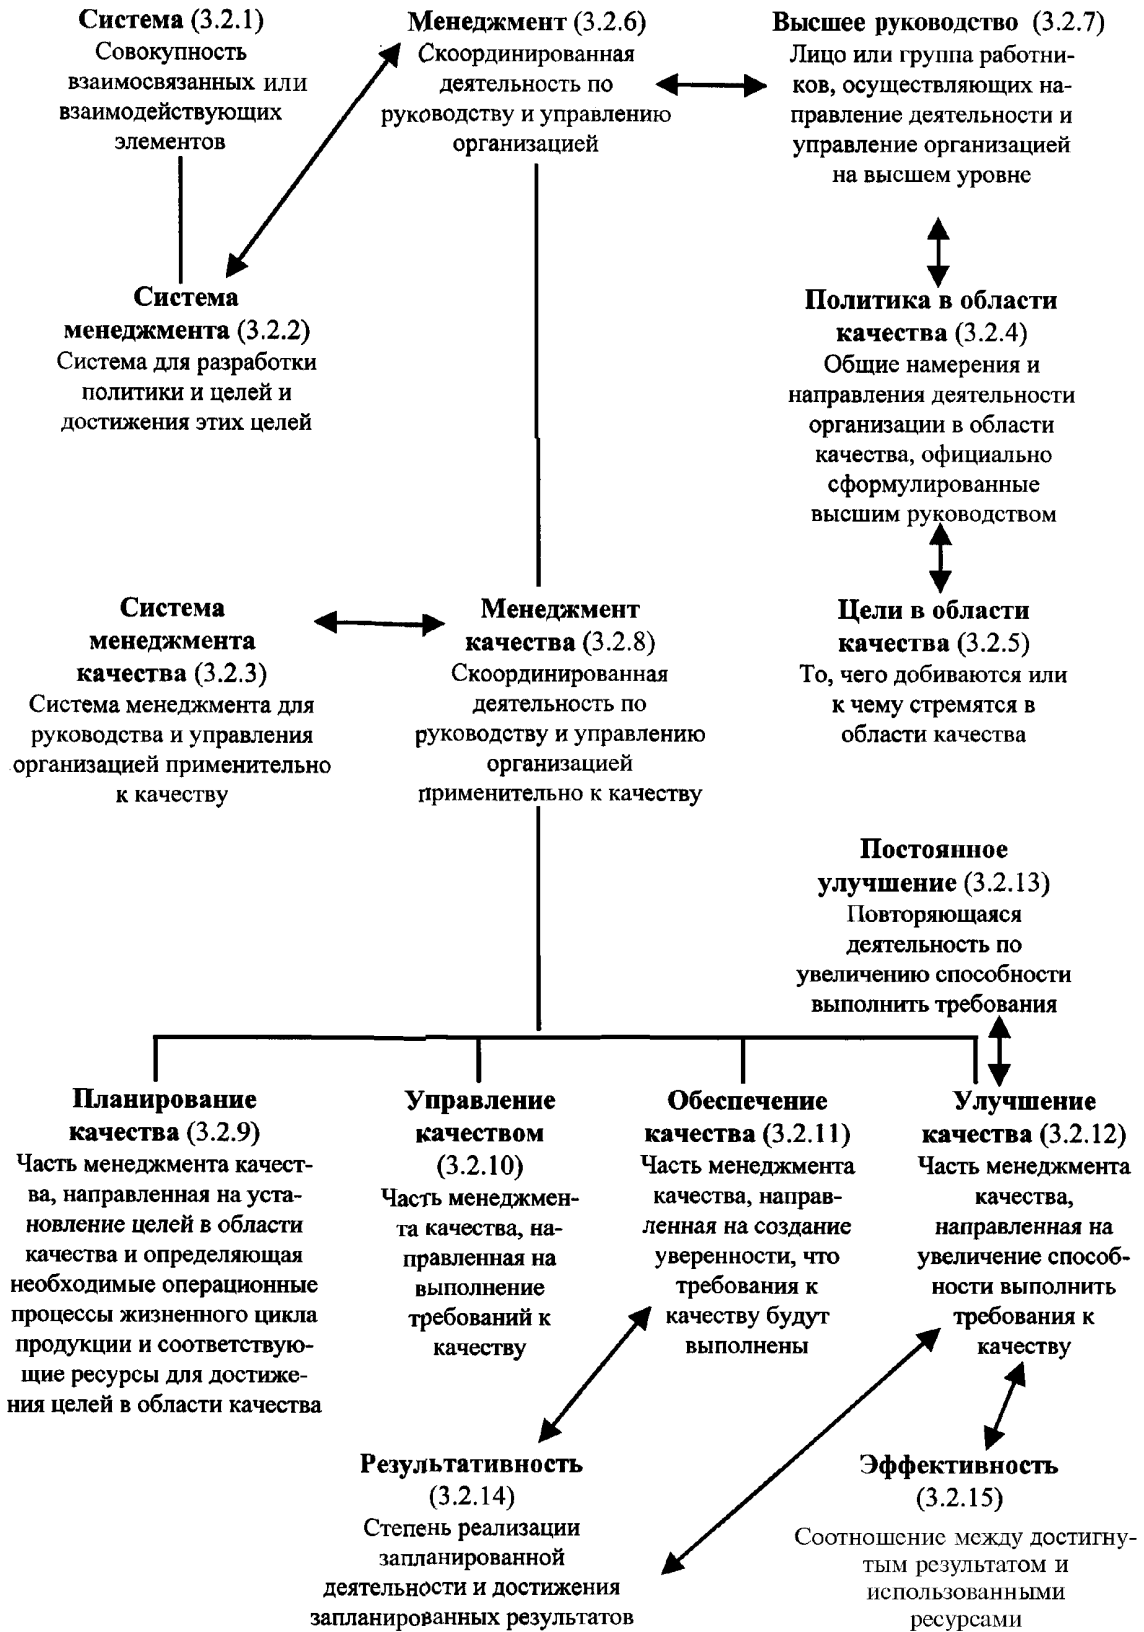 Система (3.2.1)
Совокупность
взаимосвязанных или
взаимодействующих
элементов
Менеджмент (3.2.6)
Скоординированная
деятельность по
руководству и управлению
организацией
Высшее руководство (3.2.7)
Лицо или группа работни-
ков, осуществляющих на-
правление деятельности и
управление организацией
на высшем уровне
Система
менеджмента (3.2.2)
Система для разработки
политики и целей и
достижения этих целей
Политика в области
качества (3.2.4)
Общие намерения и
направления деятельности
организации в области
качества, официально
сформулированные
высшим руководством
Система
менеджмента
качества (3.2.3)
Система менеджмента для
руководства и управления
организацией применительно
к качеству
Менеджмент
качества (3.2.8)
Скоординированная
деятельность по
руководству и управлению
организацией
применительно к качеству
Цели в области
качества (3.2.5)
То, чего добиваются или
к чему стремятся в
области качества
Постоянное
улучшение (3.2.13)
Повторяющаяся
деятельность по
увеличению способности
выполнить требования
Планирование
качества (3.2.9)
Часть менеджмента качест-
ва, направленная на уста-
новление целей в области
качества и определяющая
необходимые операционные
процессы жизненного цикла
продукции и соответствую-
щие ресурсы для достиже-
ния целей в области качества
Управление
качеством
(3.2.10)
Часть менеджмен-
та качества, на-
правленная на
выполнение
требований к
качеству
Обеспечение
качества (3.2.11)
Часть менеджмента
качества, направ-
ленная на создание
уверенности, что
требования к
качеству будут
выполнены
Улучшение
качества (3.2.12)
Часть менеджмента
качества,
направленная на
увеличение способ-
ности выполнить
требования к
качеству
Результативность
(3.2.14)
Степень реализации
запланированной
деятельности и достижения
запланированных результатов
Эффективность
(3.2.15)
Соотношение между достигну-
тым результатом и
использованными
ресурсами